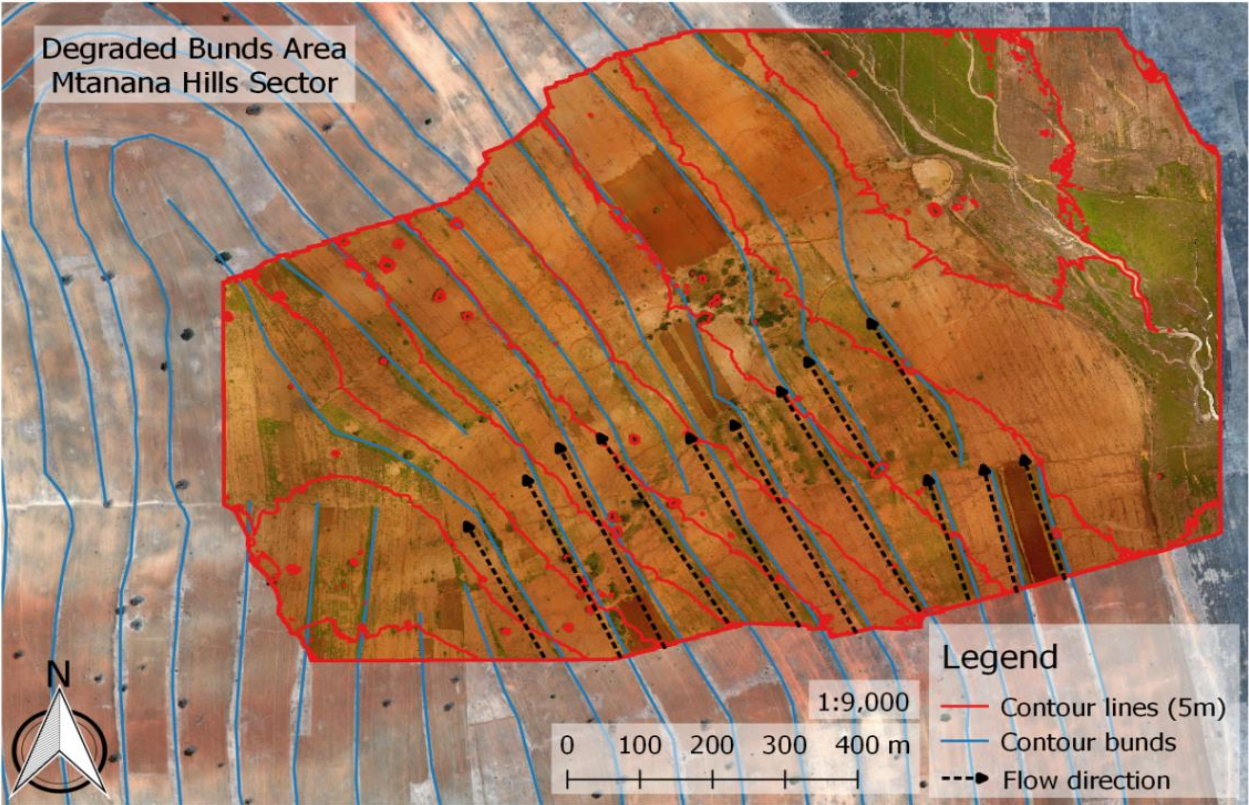 Degraded Bunds Area
Mtanana Hills Sector
N
1:9,000
0 100 200 300 400 m
Legend
Contour lines (5m)
Contour bunds
Flow direction